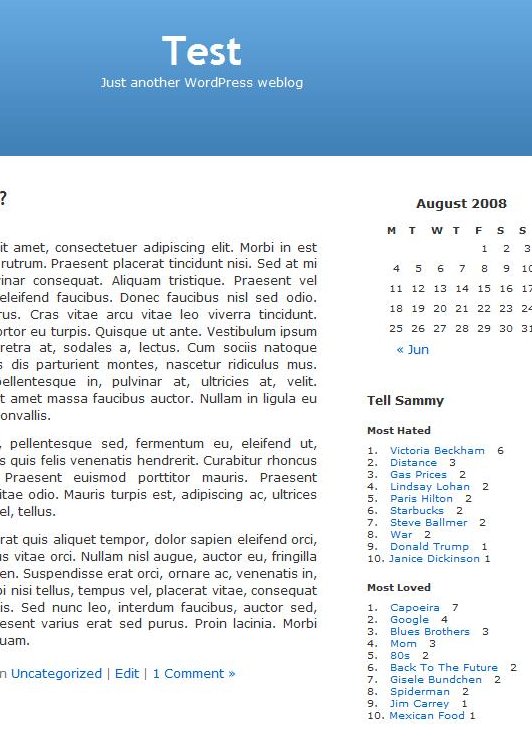 Test
Just another WordPress weblog
?
it amet, consectetuer adipiscing elit. Morbi in est
rutrum. Praesent placerat tincidunt nisi. Sed at mi
inar consequat. Aliquam tristique. Praesent vel
eleifend faucibus. Donec faucibus nisl sed odio.
rus. Cras vitae arcu vitae leo viverra tincidunt.
ortor eu turpis. Quisque ut ante. Vestibulum ipsum
retra at, sodales a, lectus. Cum sociis natoque
s dis parturient montes, nascetur ridiculus mus.
pellentesque in, pulvinar at, ultricies at, velit.
t amet massa faucibus auctor. Nullam in ligula eu
onvallis.
, pellentesque sed, fermentum eu, eleifend ut,
s quis felis venenatis hendrerit. Curabitur rhoncus
Praesent euismod porttitor mauris. Praesent
itae odio. Mauris turpis est, adipiscing ac, ultrices
el, tellus.
rat quis aliquet tempor, dolor sapien eleifend orci,
us vitae orci. Nullam nisl augue, auctor eu, fringilla
en. Suspendisse erat orci, ornare ac, venenatis in,
i nisi tellus, tempus vel, placerat vitae, consequat
is. Sed nunc leo, interdum faucibus, auctor sed,
esent varius erat sed purus. Proin lacinia. Morbi
uam.
n Uncategorized | Edit | 1 Comment »
August 2008
M T W T F S S
1 2 3
4 5 6 7 8 9 10
11 12 13 14 15 16 17
18 19 20 21 22 23 24
25 26 27 28 29 30 31
« Jun
Tell Sammy
Most Hated
1. Victoria Beckham 6
2. Distance 3
3. Gas Prices 2
4. Lindsay Lohan 2
5. Paris Hilton 2
6. Starbucks 2
7. Steve Ballmer 2
8. War 2
9. Donald Trump 1
10. Janice Dickinson 1
Most Loved
1. Capoeira 7
2. Google 4
3. Blues Brothers 3
4. Mom 3
5. 80s 2
6. Back To The Future 2
7. Gisele Bundchen 2
8. Spiderman 2
9. Jim Carrey 1
10. Mexican Food 1